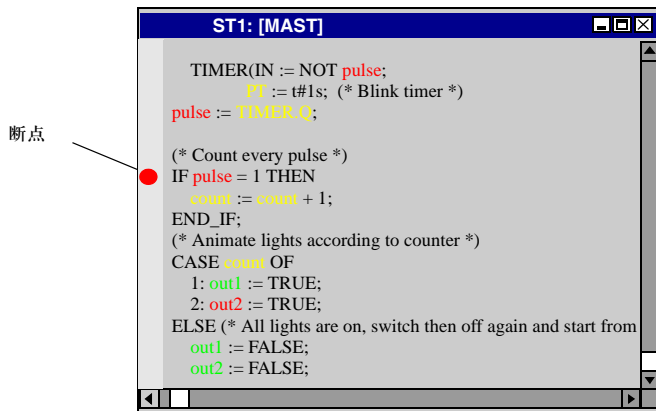 ST1: [MAST]
TIMER(IN := NOT pulse;
PT := t#1s; (* Blink timer *)
pulse := TIMER.Q;
断点
(* Count every pulse *)
IF pulse = 1 THEN
count := count + 1;
END_IF;
(* Animate lights according to counter *)
CASE count OF
1: out1 := TRUE;
2: out2 := TRUE;
ELSE (* All lights are on, switch then off again and start from
out1 := FALSE;
out2 := FALSE;